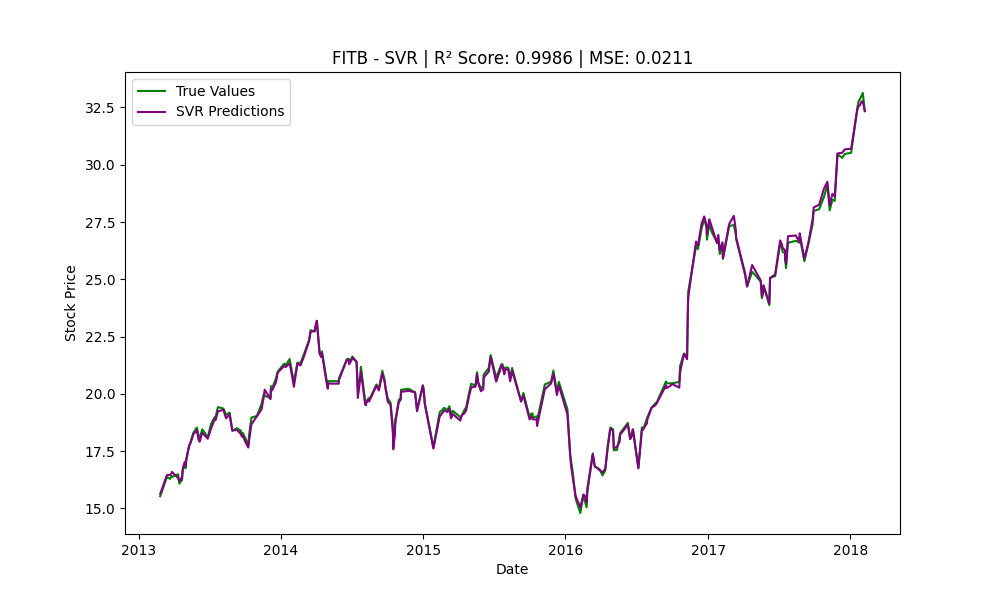 FITB - SVR | R² Score: 0.9986 | MSE: 0.0211
True Values
SVR Predictions
32.5
30.0
27.5
25.0
22.5
20.0
17.5
15.0
Stock Price
2013 2014 2015 2016 2017 2018
Date